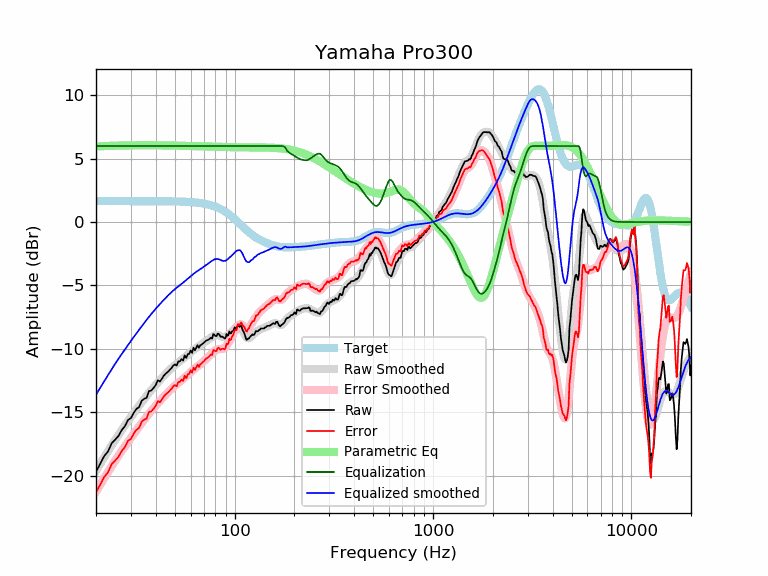 Yamaha Pro300
Amplitude (dBr)
10
5
0
−5
−10
−15
−20
100
1000
10000
Frequency (Hz)
Target
Raw Smoothed
Error Smoothed
Raw
Error
Parametric Eq
Equalization
Equalized smoothed